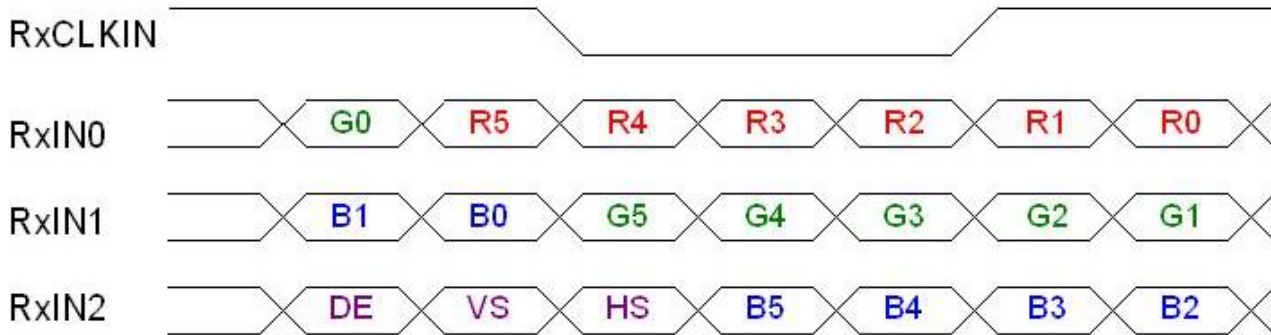 RxCLKIN
RxIN0 G0 R5 R4 R3 R2 R1 R0
RxIN1 B1 B0 G5 G4 G3 G2 G1
RxIN2 DE VS HS B5 B4 B3 B2